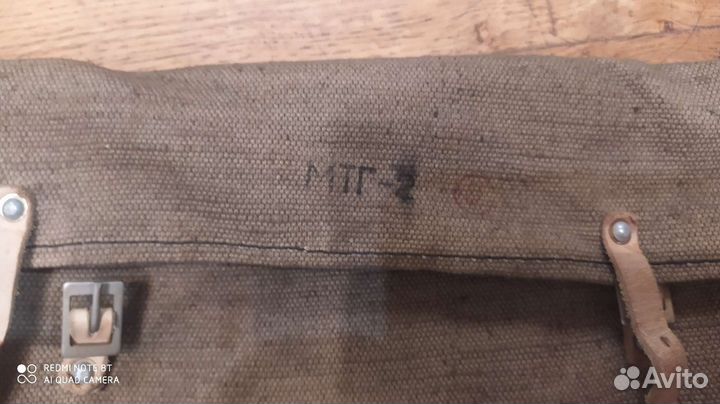 МТГ-2
REDMI NOTE 8T
AI QUAD CAMERA
Avito